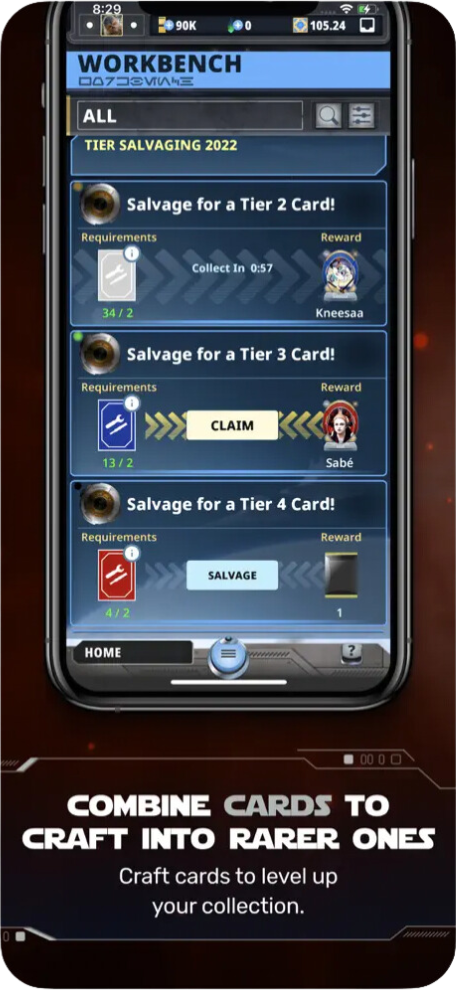 8:29
90K
0
105.24
WORKBENCH
ALL
TIER SALVAGING 2022
Salvage for a Tier 2 Card!
Requirements
Reward
Collect In 0:57
34 / 2
Kneesaa
Salvage for a Tier 3 Card!
Requirements
Reward
CLAIM
13 / 2
Sabé
Salvage for a Tier 4 Card!
Requirements
Reward
SALVAGE
4 / 2
1
HOME
?
COMBINE CARDS TO
CRAFT INTO RARER ONES
Craft cards to level up
your collection.